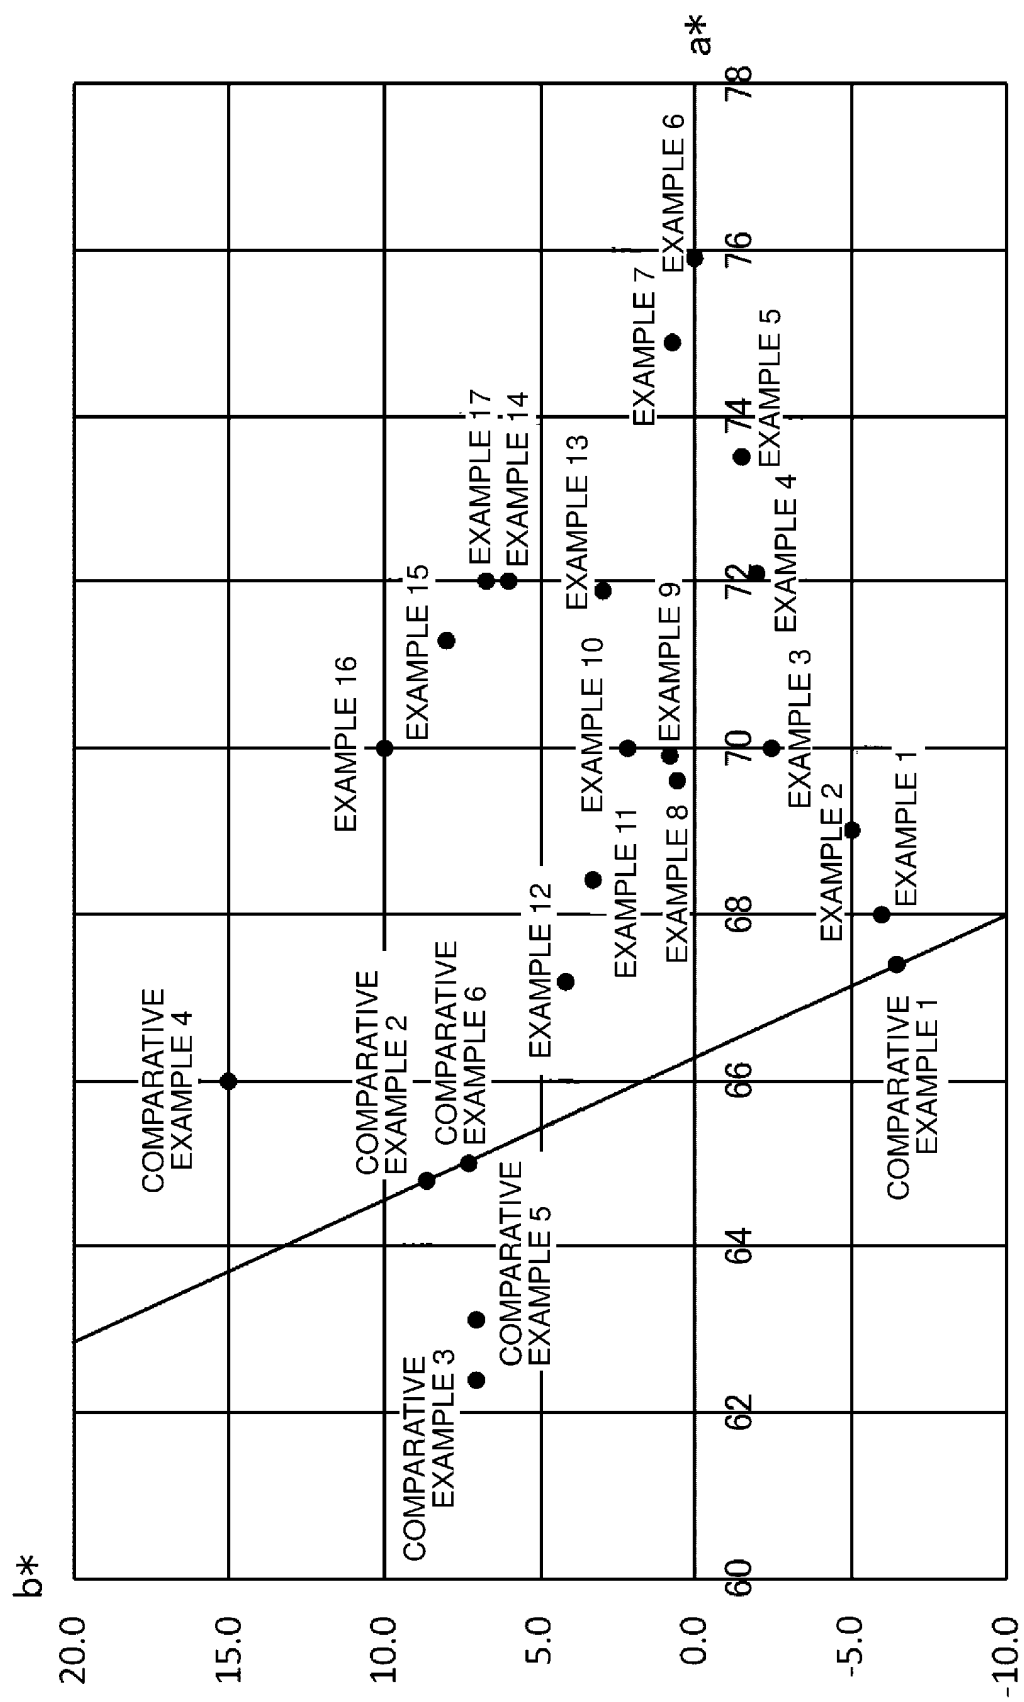 b*
20.0
15.0
10.0
5.0
0.0
-5.0
-10.0
60
62
64
66
68
70
72
74
76
78
a*
COMPARATIVE
EXAMPLE 4
EXAMPLE 16
EXAMPLE 15
COMPARATIVE
EXAMPLE 2
COMPARATIVE
EXAMPLE 6
COMPARATIVE
EXAMPLE 3
COMPARATIVE
EXAMPLE 5
EXAMPLE 17
EXAMPLE 14
EXAMPLE 12
EXAMPLE 13
EXAMPLE 10
EXAMPLE 11
EXAMPLE 7
EXAMPLE 9
EXAMPLE 8
EXAMPLE 6
EXAMPLE 5
EXAMPLE 4
EXAMPLE 3
EXAMPLE 2
EXAMPLE 1
COMPARATIVE
EXAMPLE 1